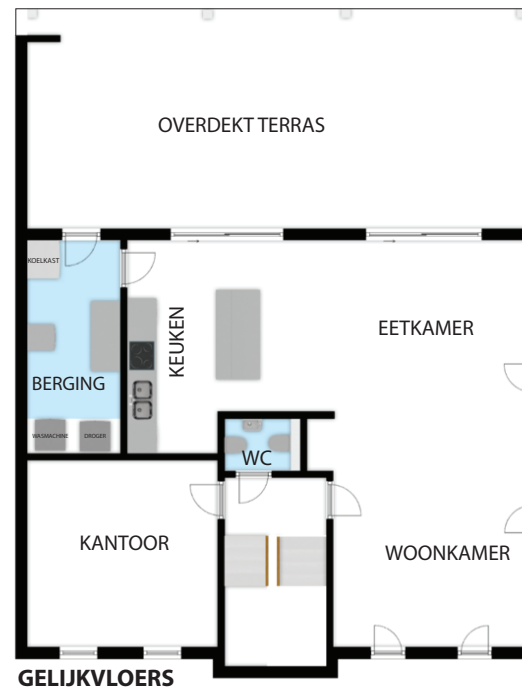 OVERDEKT TERRAS
KOELKAST
KEUKEN
EETKAMER
BERGING
WASMACHINE
DROGER
WC
KANTOOR
WOONKAMER
GELIJKVLOERS